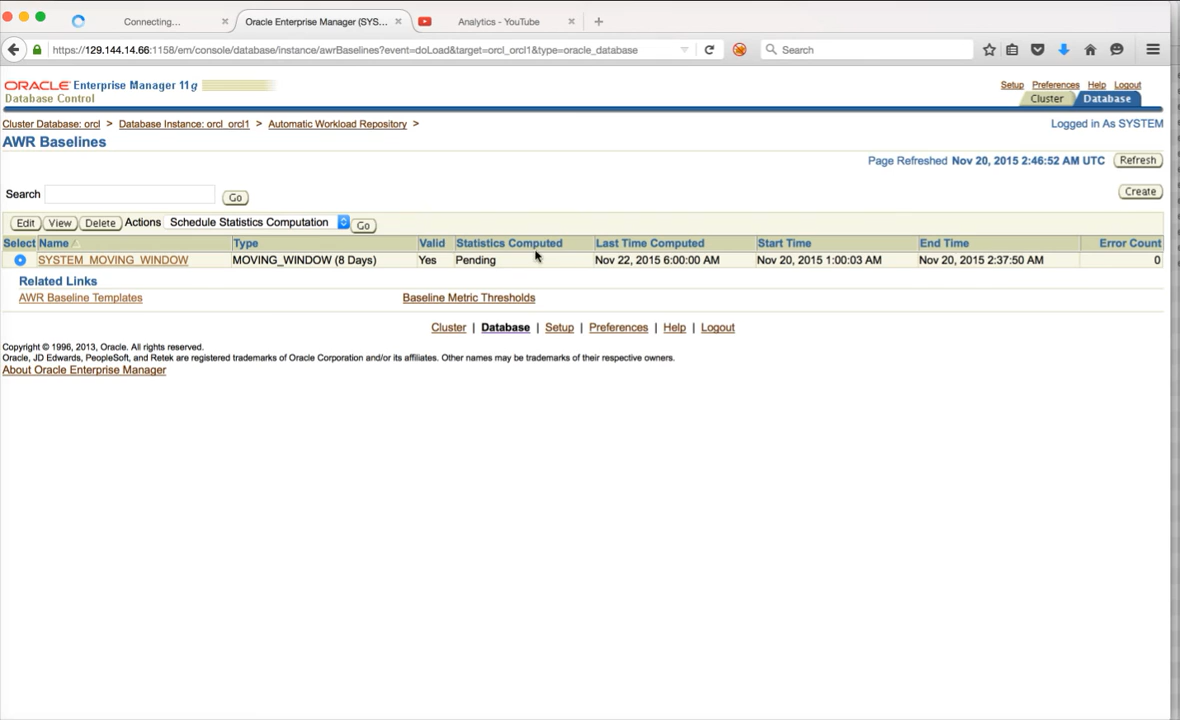 Connecting...
Oracle Enterprise Manager (SYS...
Analytics - YouTube
https://129.144.14.66:1158/em/console/database/instance/awrBaselines?event=doLoad&target=orcl_orcl1&type=oracle_database
Search
ORACLE Enterprise Manager 11g
Database Control
Setup Preferences Help Logout
Cluster Database
Cluster Database: orcl > Database Instance: orcl_orcl1 > Automatic Workload Repository >
Logged in As SYSTEM
AWR Baselines
Page Refreshed Nov 20, 2015 2:46:52 AM UTC Refresh
Search Go
Create
Edit View Delete Actions Schedule Statistics Computation Go
Select Name Type Valid Statistics Computed Last Time Computed Start Time End Time Error Count
SYSTEM_MOVING_WINDOW MOVING_WINDOW (8 Days) Yes Pending Nov 22, 2015 6:00:00 AM Nov 20, 2015 1:00:03 AM Nov 20, 2015 2:37:50 AM 0
Related Links
AWR Baseline Templates Baseline Metric Thresholds
Cluster | Database | Setup | Preferences | Help | Logout
Copyright © 1996, 2013, Oracle. All rights reserved.
Oracle, JD Edwards, PeopleSoft, and Retek are registered trademarks of Oracle Corporation and/or its affiliates. Other names may be trademarks of their respective owners.
About Oracle Enterprise Manager